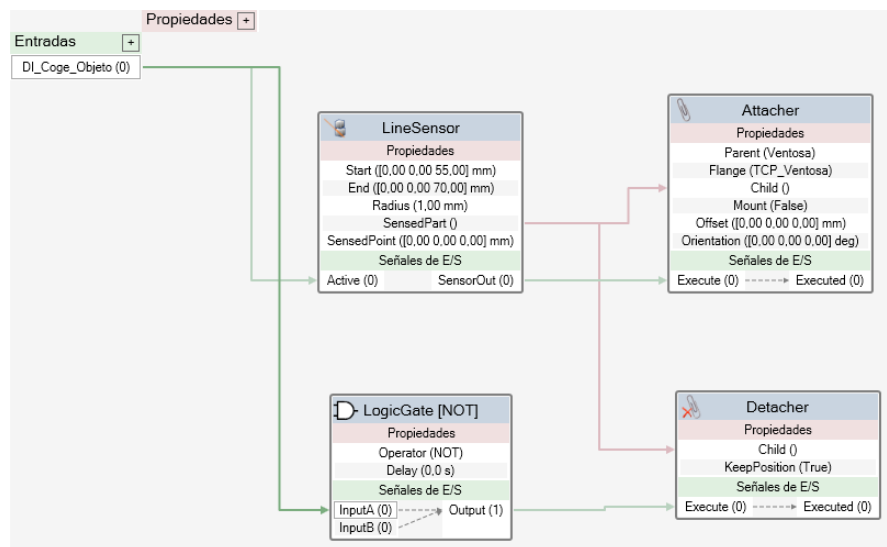 Propiedades +
Entradas +
DI_Coge_Objeto (0)
LineSensor
Propiedades
Start ([0,00 0,00 55,00] mm)
End ([0,00 0,00 70,00] mm)
Radius (1,00 mm)
SensedPart ()
SensedPoint ([0,00 0,00 0,00] mm)
Señales de E/S
Active (0) SensorOut (0)
Attacher
Propiedades
Parent (Ventosa)
Flange (TCP_Ventosa)
Child ()
Mount (False)
Offset ([0,00 0,00 0,00] mm)
Orientation ([0,00 0,00 0,00] deg)
Señales de E/S
Execute (0) Executed (0)
LogicGate [NOT]
Propiedades
Operator (NOT)
Delay (0,0 s)
Señales de E/S
InputA (0) Output (1)
InputB (0)
Detacher
Propiedades
Child ()
KeepPosition (True)
Señales de E/S
Execute (0) Executed (0)